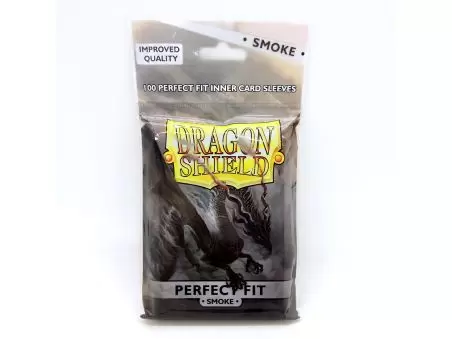 IMPROVED
QUALITY
• SMOKE •
100 PERFECT FIT INNER CARD SLEEVES
DRAGON
SHIELD
PERFECT FIT
• SMOKE •